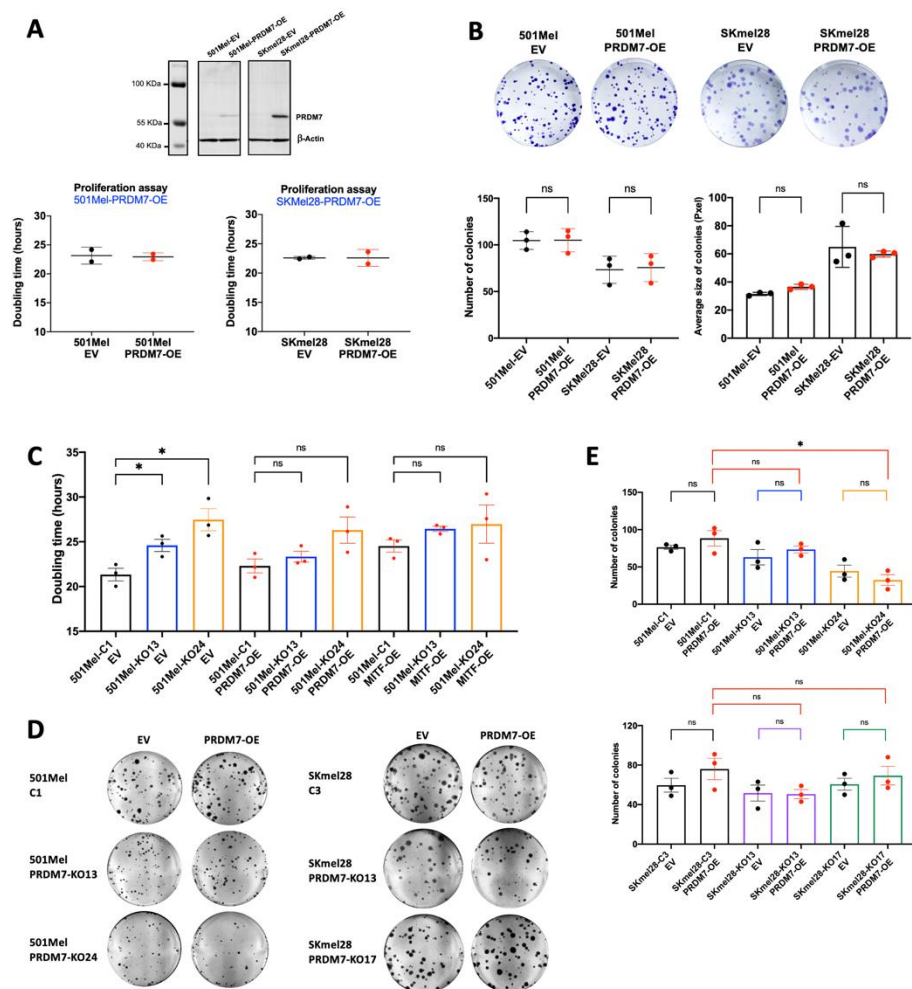 A
501Mel-EV
501Mel-PRDM7-OE
SKmel28-EV
SKmel28-PRDM7-OE
100 KDa
55 KDa
40 KDa
PRDM7
β-Actin
Proliferation assay
501Mel-PRDM7-OE
Doubling time (hours)
30
25
20
15
10
501Mel
EV
501Mel
PRDM7-OE
Proliferation assay
SKMel28-PRDM7-OE
Doubling time (hours)
30
25
20
15
10
SKmel28
EV
SKmel28
PRDM7-OE
B
501Mel
EV
501Mel
PRDM7-OE
SKmel28
EV
SKmel28
PRDM7-OE
Number of colonies
150
100
50
0
ns
ns
501Mel-EV
501Mel
PRDM7-OE
SKMel28-EV
SKMel28
PRDM7-OE
Average size of colonies (Pxel)
100
80
60
40
20
0
ns
ns
501Mel-EV
501Mel
PRDM7-OE
SKMel28-EV
SKMel28
PRDM7-OE
C
Doubling time (hours)
35
30
25
20
15
*
*
ns
ns
ns
ns
501Mel-C1
EV
501Mel-KO13
EV
501Mel-KO24
EV
501Mel-C1
PRDM7-OE
501Mel-KO13
PRDM7-OE
501Mel-KO24
PRDM7-OE
501Mel-C1
MITF-OE
501Mel-KO13
MITF-OE
501Mel-KO24
MITF-OE
D
EV
PRDM7-OE
501Mel
C1
501Mel
PRDM7-KO13
501Mel
PRDM7-KO24
EV
PRDM7-OE
SKmel28
C3
SKmel28
PRDM7-KO13
SKmel28
PRDM7-KO17
E
Number of colonies
150
100
50
0
*
ns
ns
ns
ns
501Mel-C1
EV
501Mel-C1
PRDM7-OE
501Mel-KO13
EV
501Mel-KO13
PRDM7-OE
501Mel-KO24
EV
501Mel-KO24
PRDM7-OE
Number of colonies
120
80
40
0
ns
ns
ns
ns
ns
SKmel28-C3
EV
SKmel28-C3
PRDM7-OE
SKmel28-KO13
EV
SKmel28-KO13
PRDM7-OE
SKmel28-KO17
EV
SKmel28-KO17
PRDM7-OE